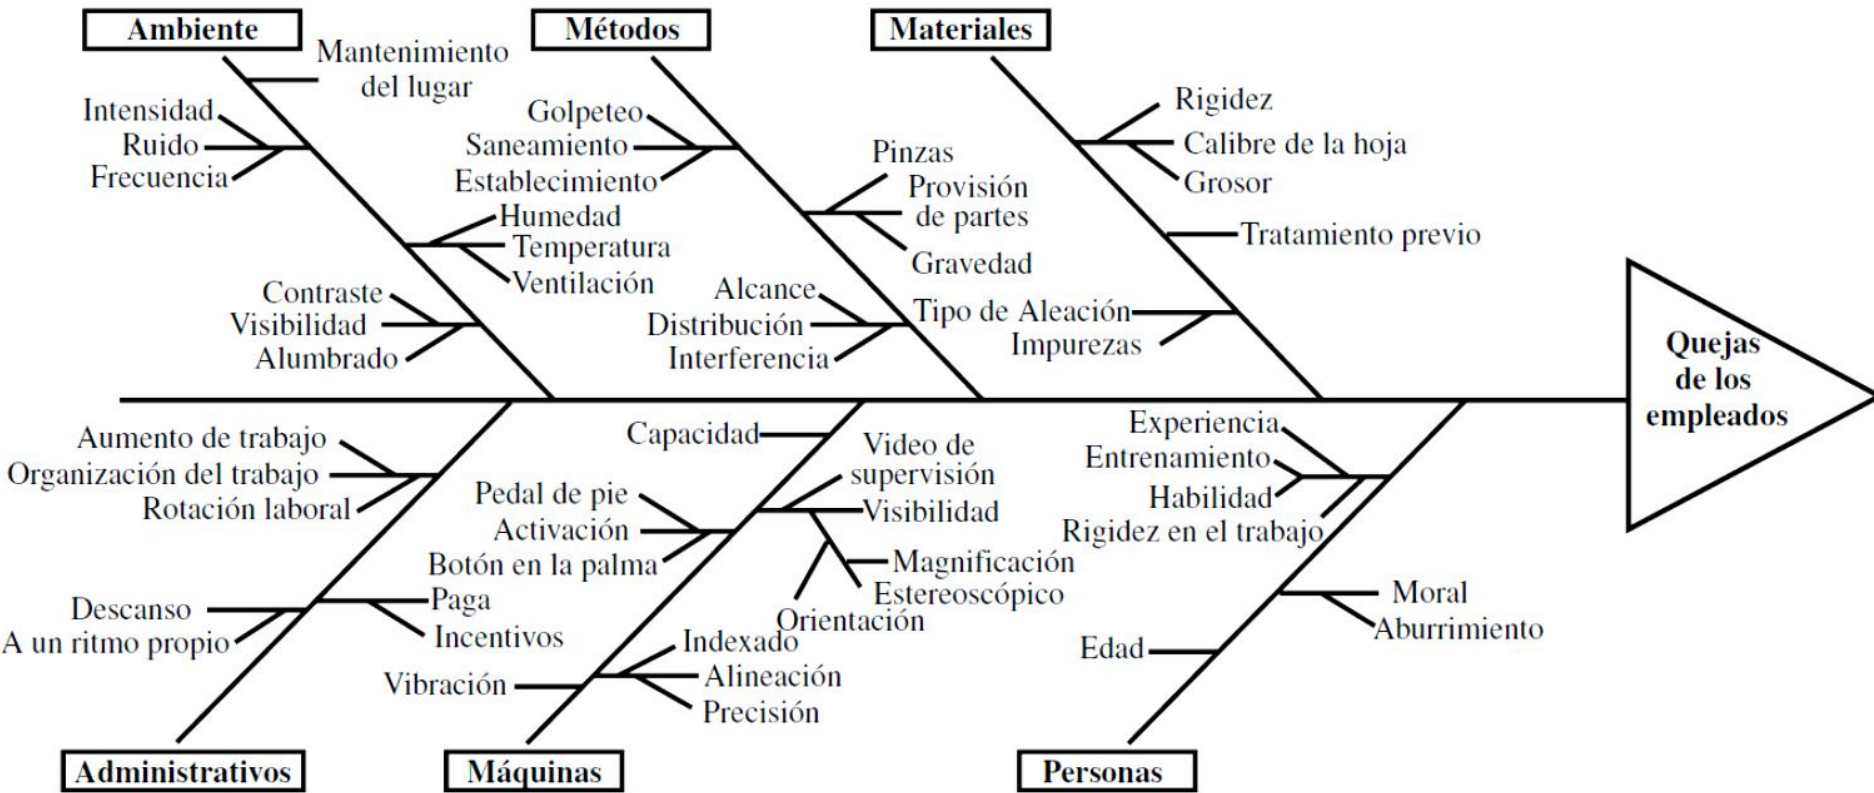 Ambiente
Métodos
Materiales
Mantenimiento
del lugar
Intensidad
Ruido
Frecuencia
Humedad
Temperatura
Ventilación
Contraste
Visibilidad
Alumbrado
Golpeteo
Saneamiento
Establecimiento
Pinzas
Provisión
de partes
Gravedad
Alcance
Distribución
Interferencia
Rigidez
Calibre de la hoja
Grosor
Tratamiento previo
Tipo de Aleación
Impurezas
Quejas
de los
empleados
Aumento de trabajo
Organización del trabajo
Rotación laboral
Descanso
A un ritmo propio
Paga
Incentivos
Capacidad
Video de
supervisión
Visibilidad
Magnificación
Estereoscópico
Orientación
Pedal de pie
Activación
Botón en la palma
Indexado
Alineación
Precisión
Vibración
Experiencia
Entrenamiento
Habilidad
Rigidez en el trabajo
Moral
Aburrimiento
Edad
Administrativos
Máquinas
Personas